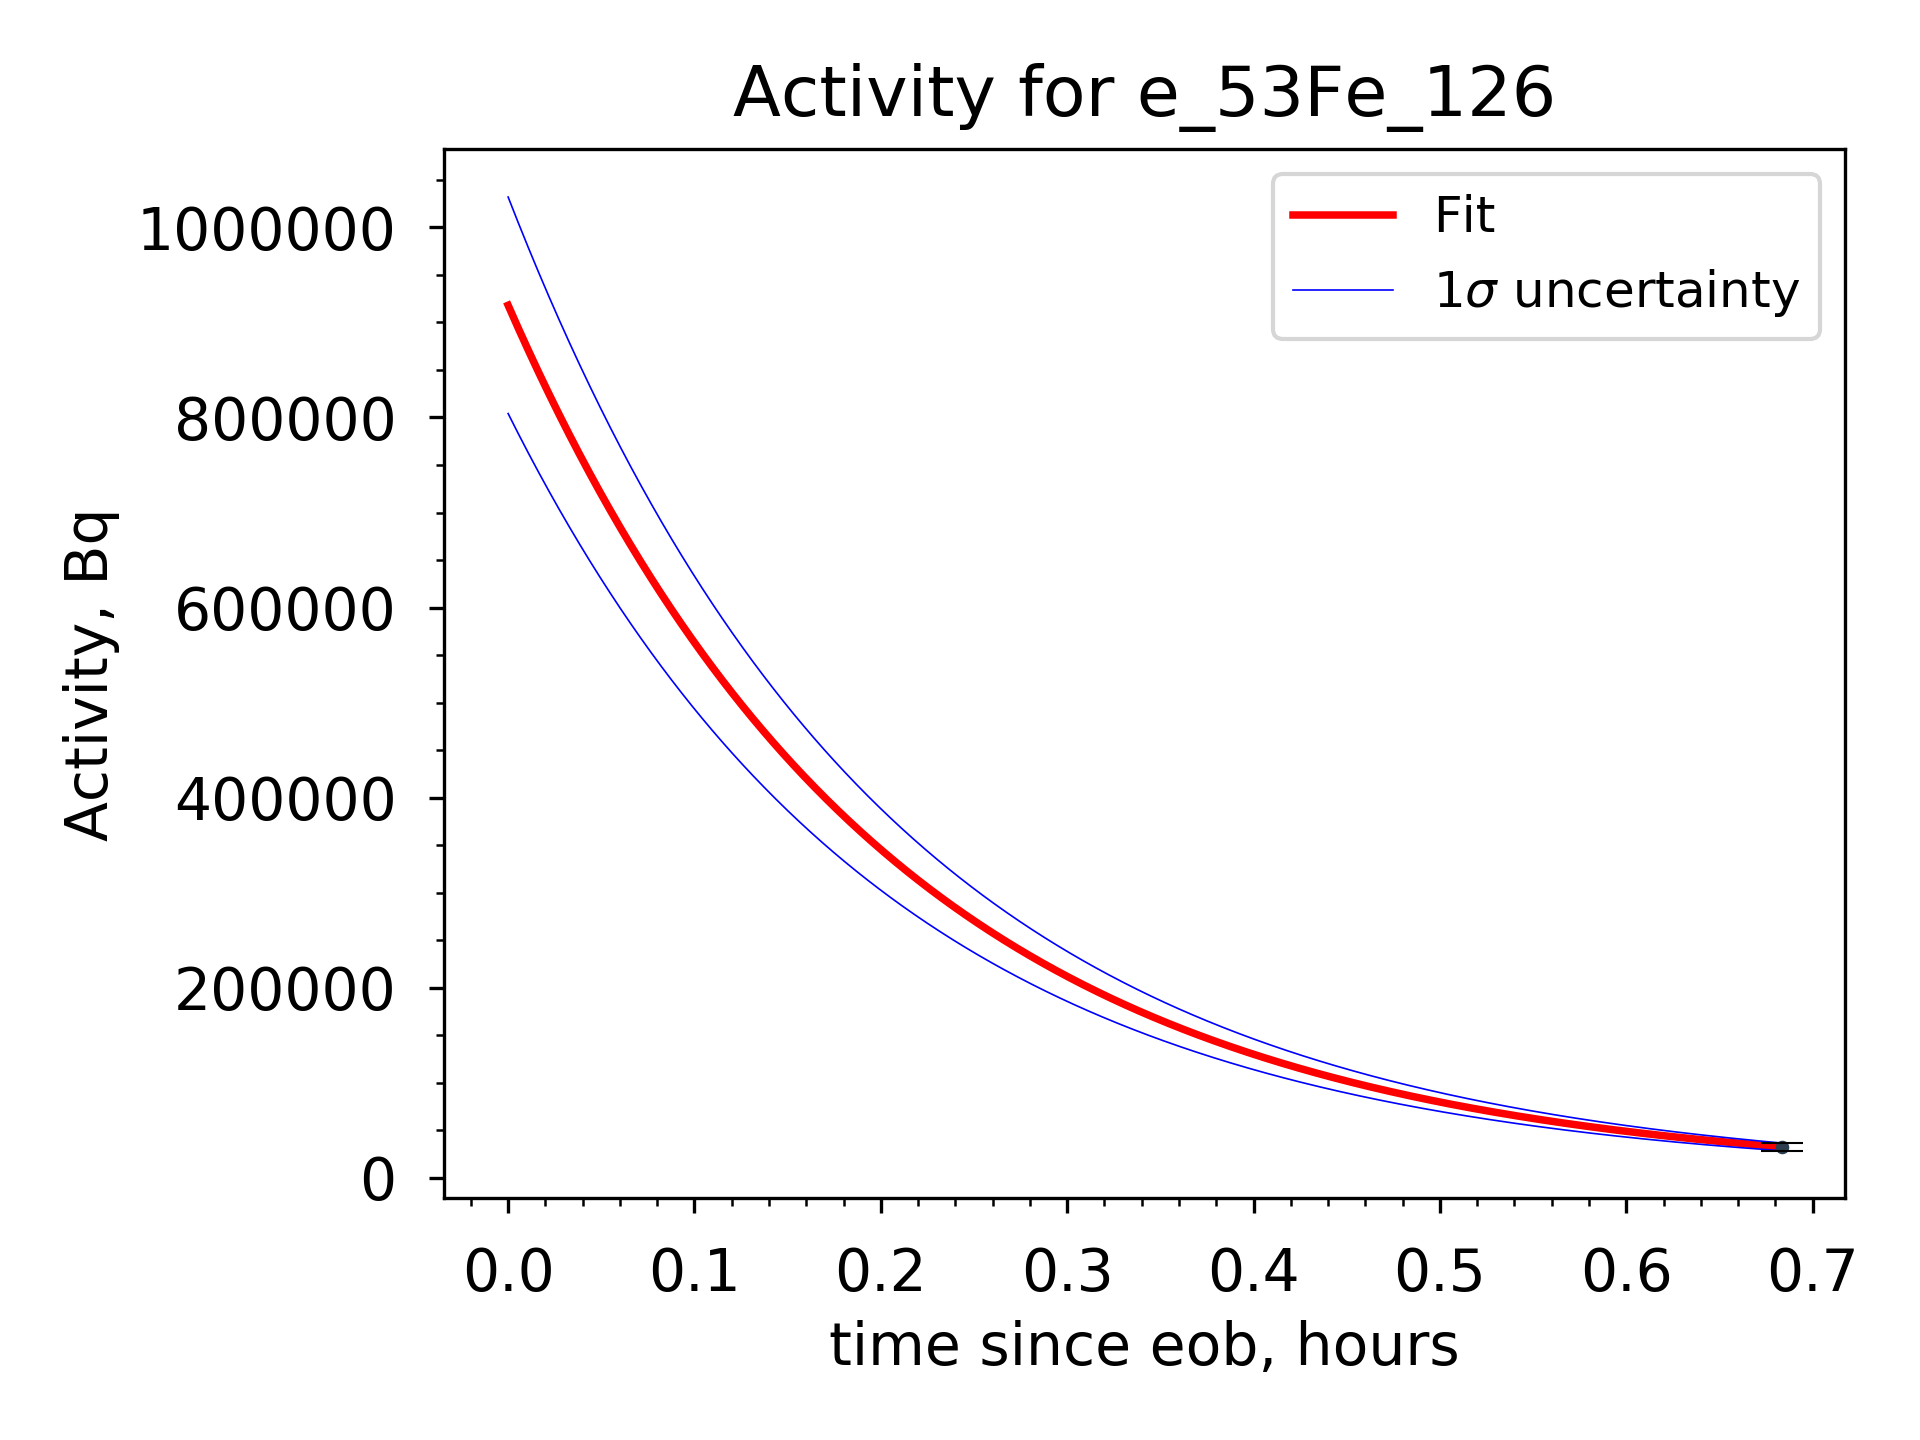 Activity for e_53Fe_126
Fit
1σ uncertainty
Activity, Bq
1000000
800000
600000
400000
200000
0
0.0 0.1 0.2 0.3 0.4 0.5 0.6 0.7
time since eob, hours